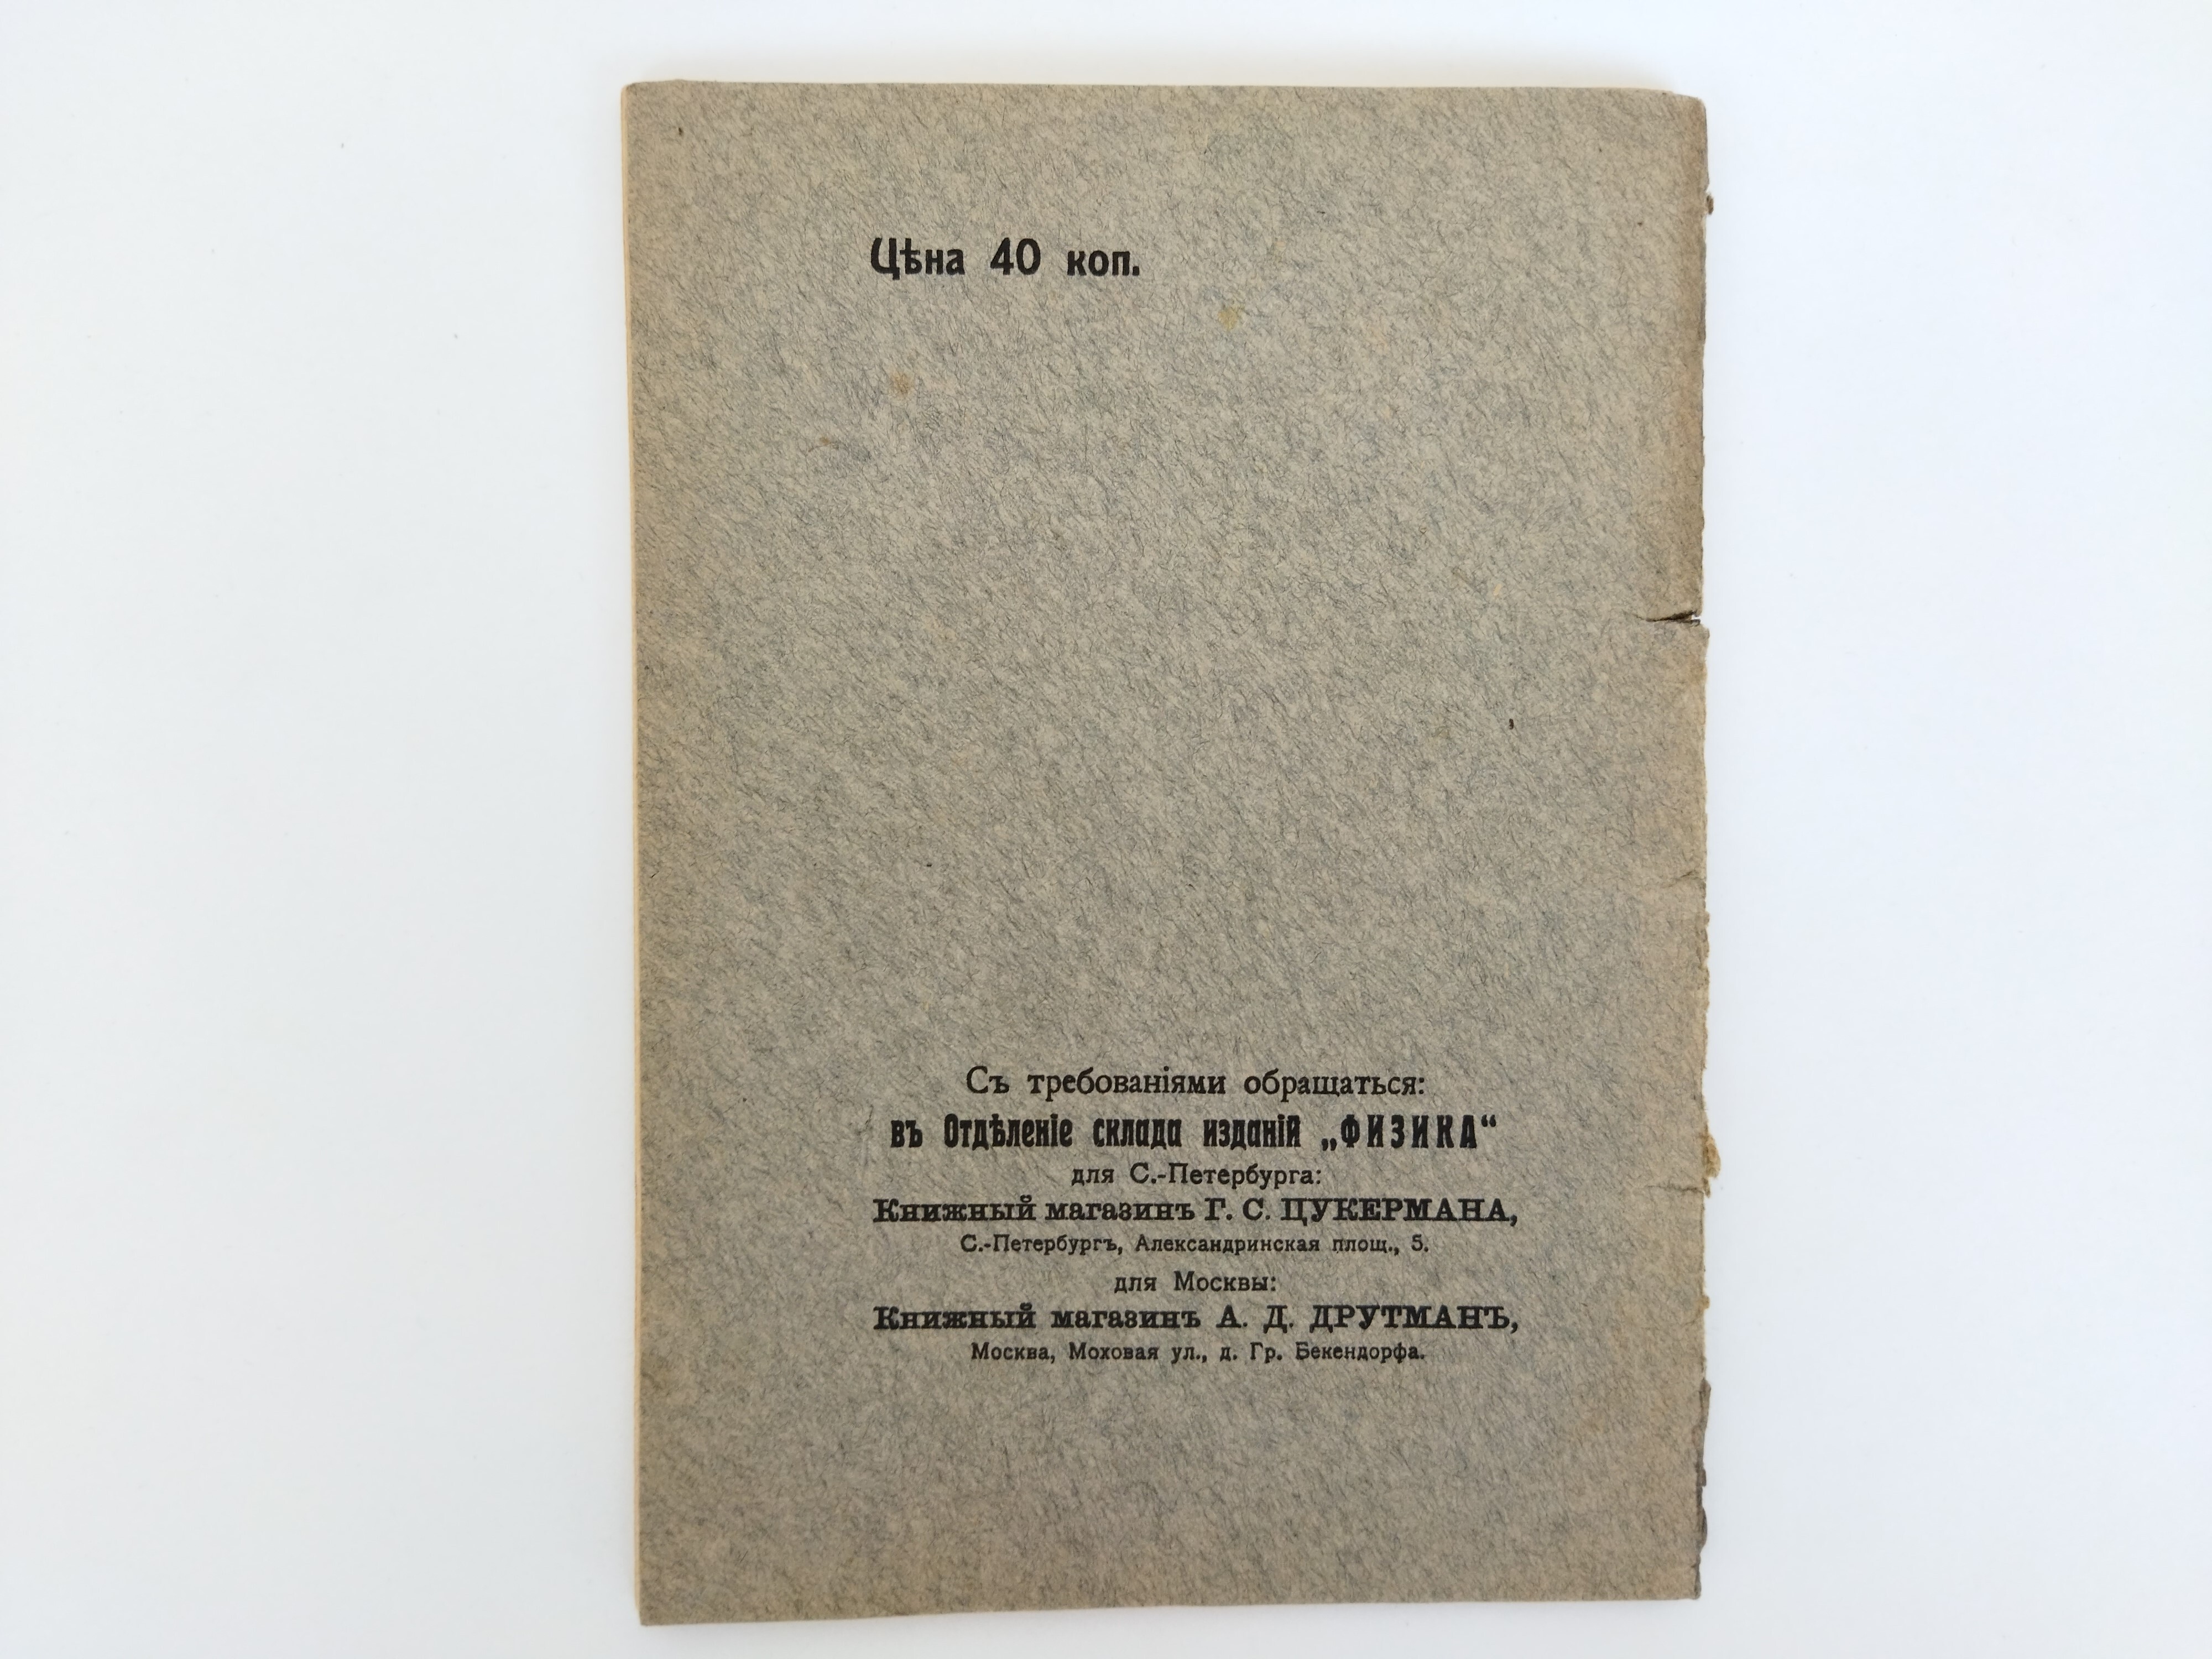 Цѣна 40 коп.
Съ требованіями обращаться:
въ Отдѣленіе склада изданій „ФИЗИКА“
для С.-Петербурга:
Книжный магазинъ Г. С. ЦУКЕРМАНА,
С.-Петербургъ, Александринская площ., 5.
для Москвы:
Книжный магазинъ А. Д. ДРУТМАНЪ,
Москва, Моховая ул., д. Гр. Бекендорфа.